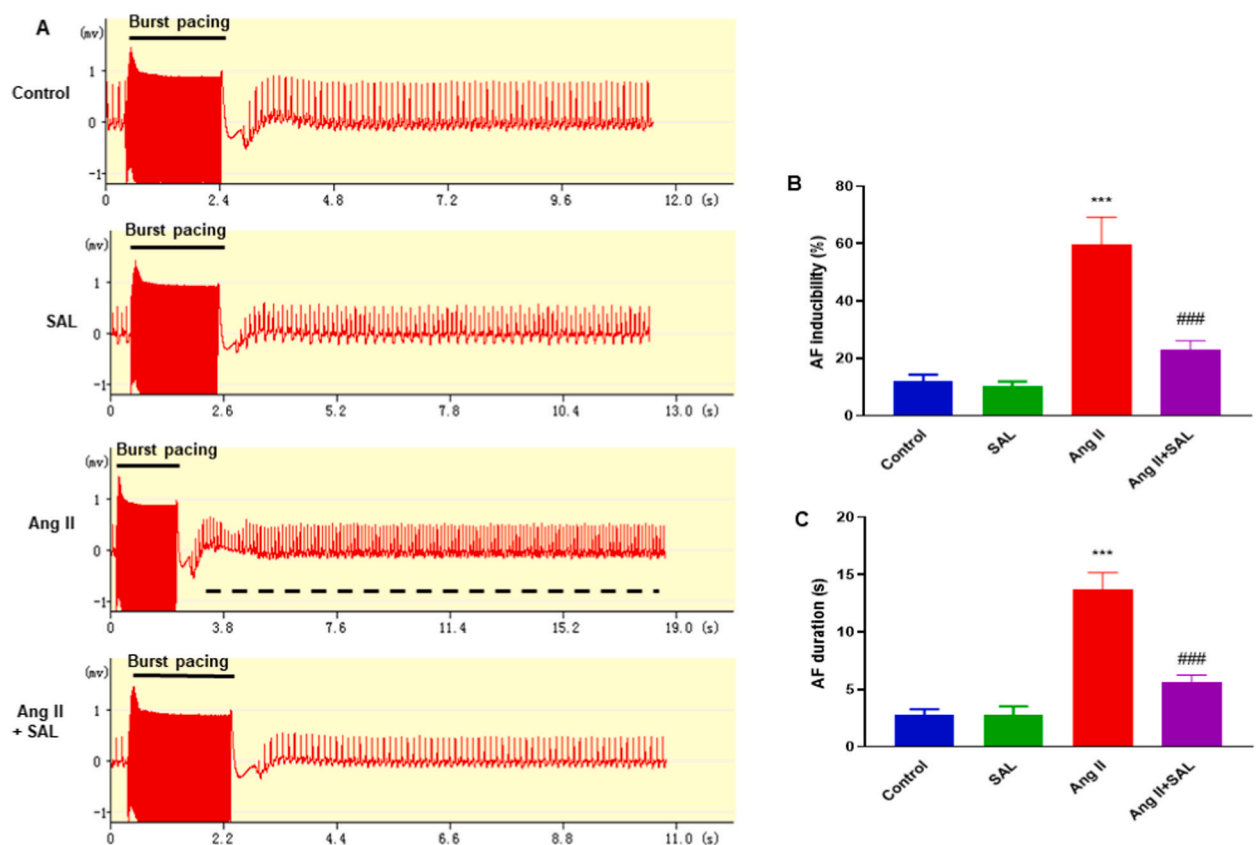 A
Burst pacing
(mv)
1
Control
0
-1
0 2.4 4.8 7.2 9.6 12.0 (s)
Burst pacing
(mv)
1
SAL
0
-1
0 2.6 5.2 7.8 10.4 13.0 (s)
Burst pacing
(mv)
1
Ang II
0
-1
0 3.8 7.6 11.4 15.2 19.0 (s)
Burst pacing
(mv)
1
Ang II
+ SAL
0
-1
0 2.2 4.4 6.6 8.8 11.0 (s)
B
AF inducibility (%)
80
60
40
20
0
***
###
Control SAL Ang II Ang II+SAL
C
AF duration (s)
20
15
10
5
0
***
###
Control SAL Ang II Ang II+SAL